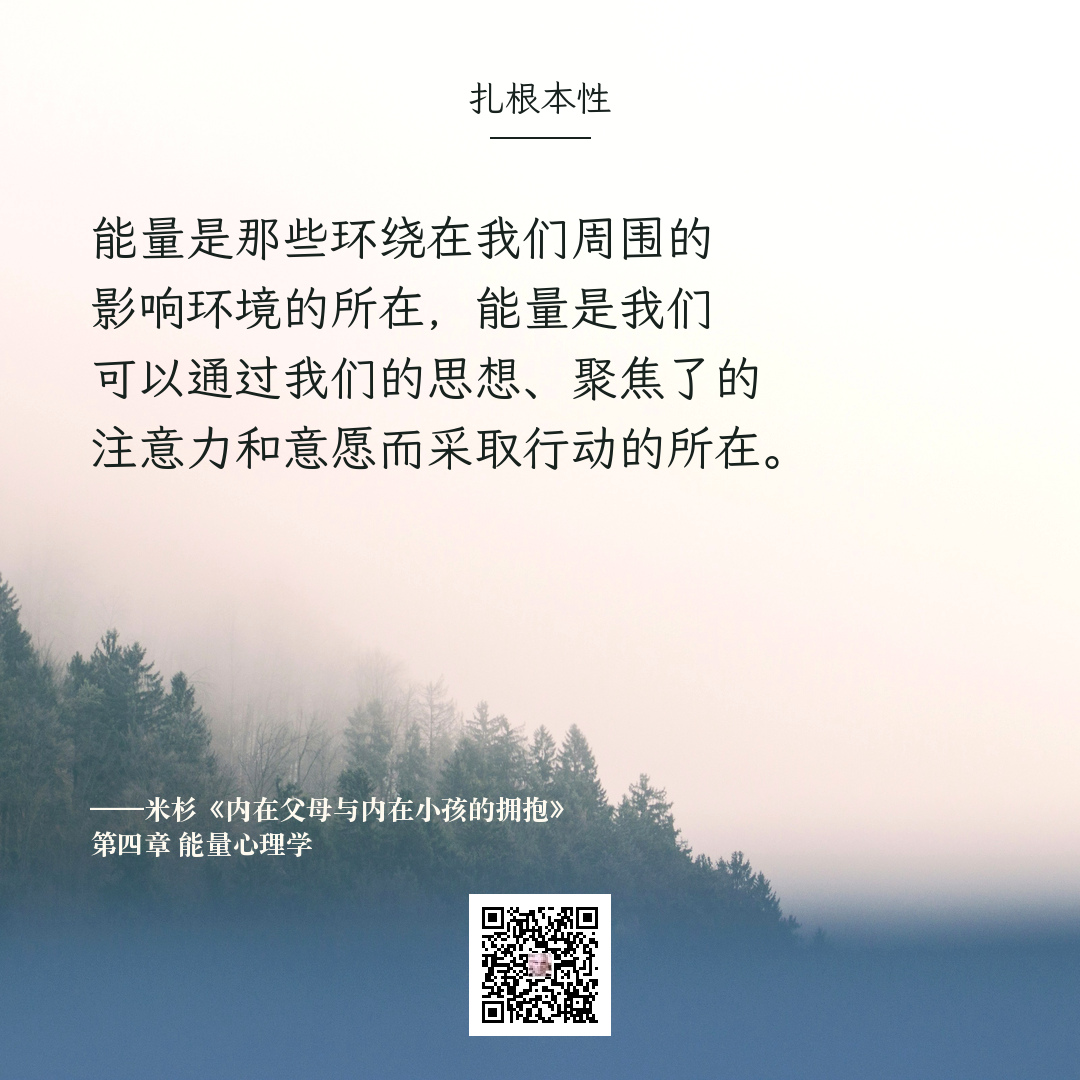 扎根本性
能量是那些环绕在我们周围的
影响环境的所在，能量是我们
可以通过我们的思想、聚焦了的
注意力和意愿而采取行动的所在。
——米杉《内在父母与内在小孩的拥抱》
第四章 能量心理学